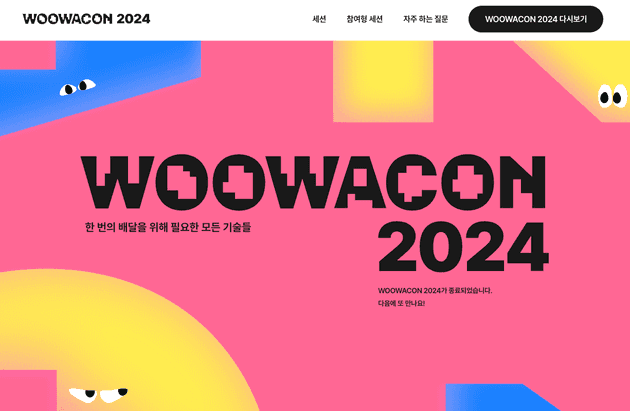 WOOWACON 2024
세션
참여형 세션
자주 하는 질문
WOOWACON 2024 다시보기
WOOWACON
한 번의 배달을 위해 필요한 모든 기술들
2024
WOOWACON 2024가 종료되었습니다.
다음에 또 만나요!